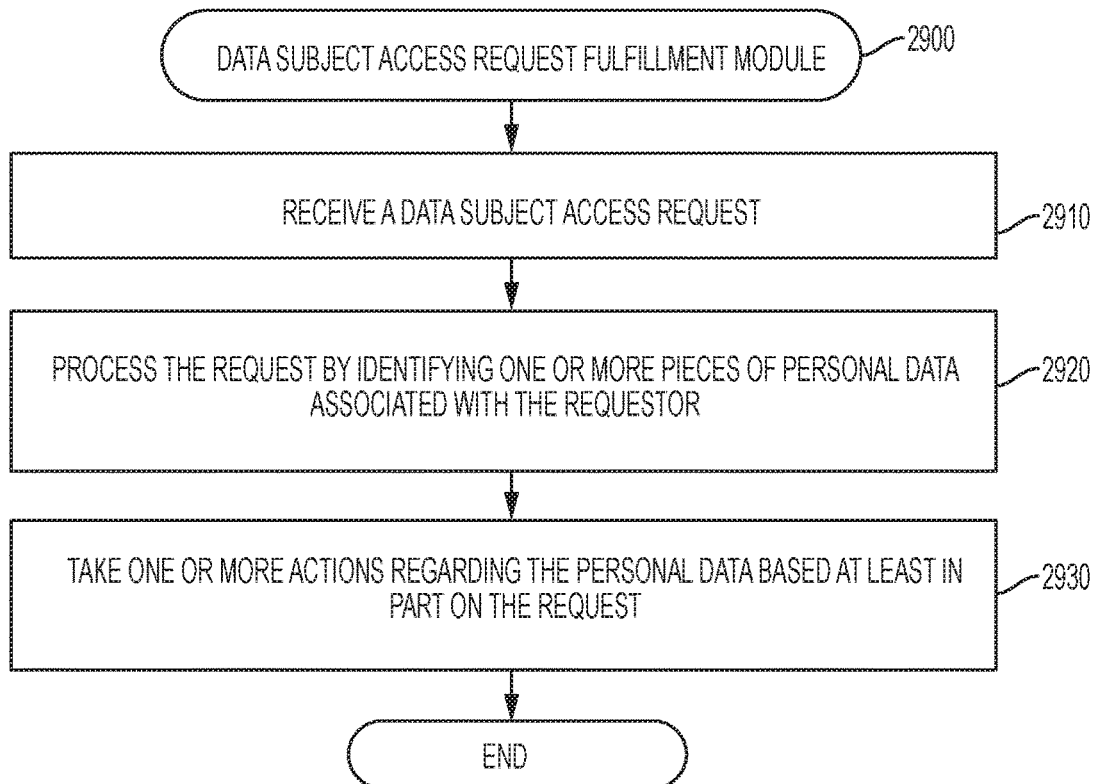 DATA SUBJECT ACCESS REQUEST FULFILLMENT MODULE
2900
RECEIVE A DATA SUBJECT ACCESS REQUEST
2910
PROCESS THE REQUEST BY IDENTIFYING ONE OR MORE PIECES OF PERSONAL DATA
ASSOCIATED WITH THE REQUESTOR
2920
TAKE ONE OR MORE ACTIONS REGARDING THE PERSONAL DATA BASED AT LEAST IN
PART ON THE REQUEST
2930
END